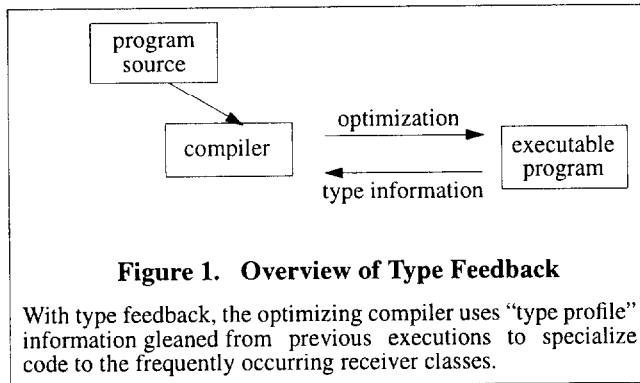 program
source
optimization
compiler
executable
program
type information
Figure 1. Overview of Type Feedback
With type feedback, the optimizing compiler uses “type profile”
information gleaned from previous executions to specialize
code to the frequently occurring receiver classes.